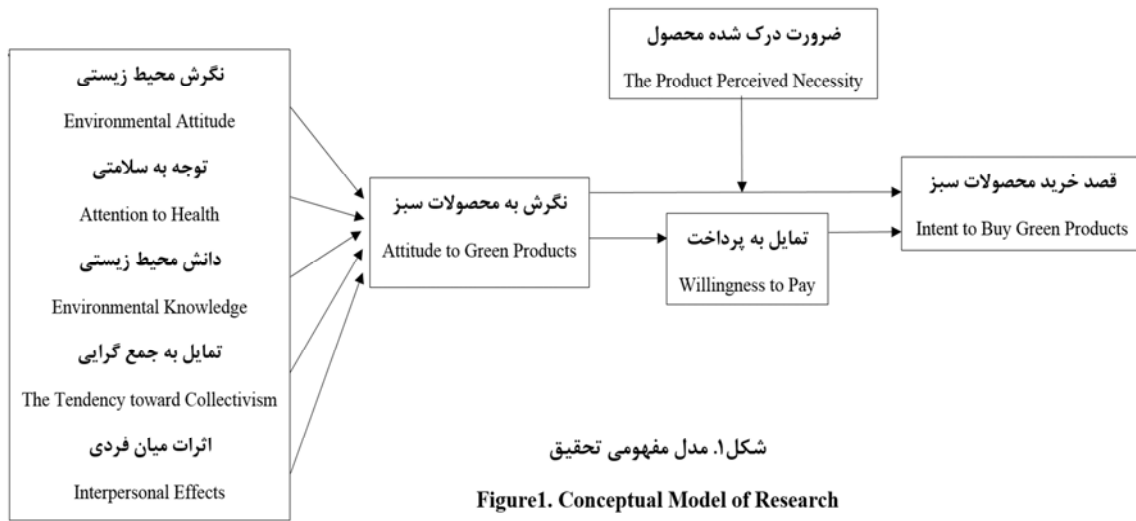 نگرش محیط زیستی
Environmental Attitude
توجه به سلامتی
Attention to Health
دانش محیط زیستی
Environmental Knowledge
تمایل به جمع گرایی
The Tendency toward Collectivism
اثرات میان فردی
Interpersonal Effects
نگرش به محصولات سبز
Attitude to Green Products
ضرورت درک شده محصول
The Product Perceived Necessity
تمایل به پرداخت
Willingness to Pay
قصد خرید محصولات سبز
Intent to Buy Green Products
شکل۱. مدل مفهومی تحقیق
Figure1. Conceptual Model of Research